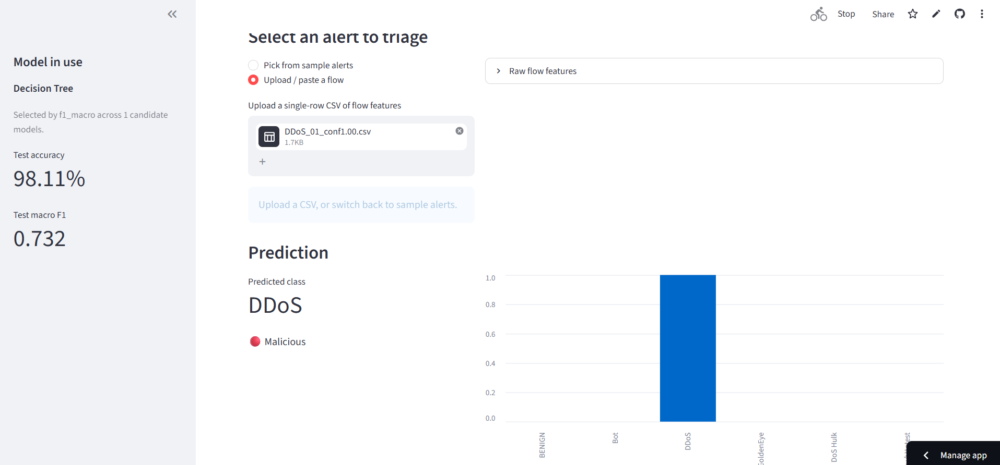 Stop
Share
Model in use
Decision Tree
Selected by f1_macro across 1 candidate
models.
Test accuracy
98.11%
Test macro F1
0.732
Select an alert to triage
Pick from sample alerts
Upload / paste a flow
Raw flow features
Upload a single-row CSV of flow features
DDoS_01_conf1.00.csv
1.7KB
Upload a CSV, or switch back to sample alerts.
Prediction
Predicted class
DDoS
Malicious
1.0
0.8
0.6
0.4
0.2
0.0
BENIGN
Bot
DDoS
oldenEye
DoS Hulk
Manage app